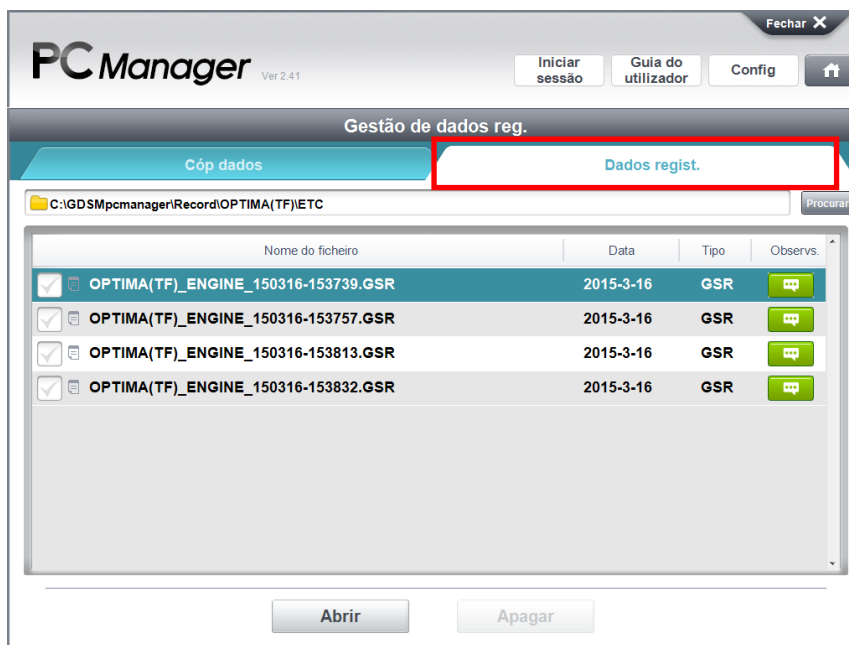 Fechar
PC Manager Ver 2.41
Iniciar sessão
Guia do utilizador
Config
Gestão de dados reg.
Cóp dados
Dados regist.
C:\GDSMpcmanager\Record\OPTIMA(TF)\ETC
Procurar
Nome do ficheiro Data Tipo Observs.
OPTIMA(TF)_ENGINE_150316-153739.GSR 2015-3-16 GSR
OPTIMA(TF)_ENGINE_150316-153757.GSR 2015-3-16 GSR
OPTIMA(TF)_ENGINE_150316-153813.GSR 2015-3-16 GSR
OPTIMA(TF)_ENGINE_150316-153832.GSR 2015-3-16 GSR
Abrir
Apagar